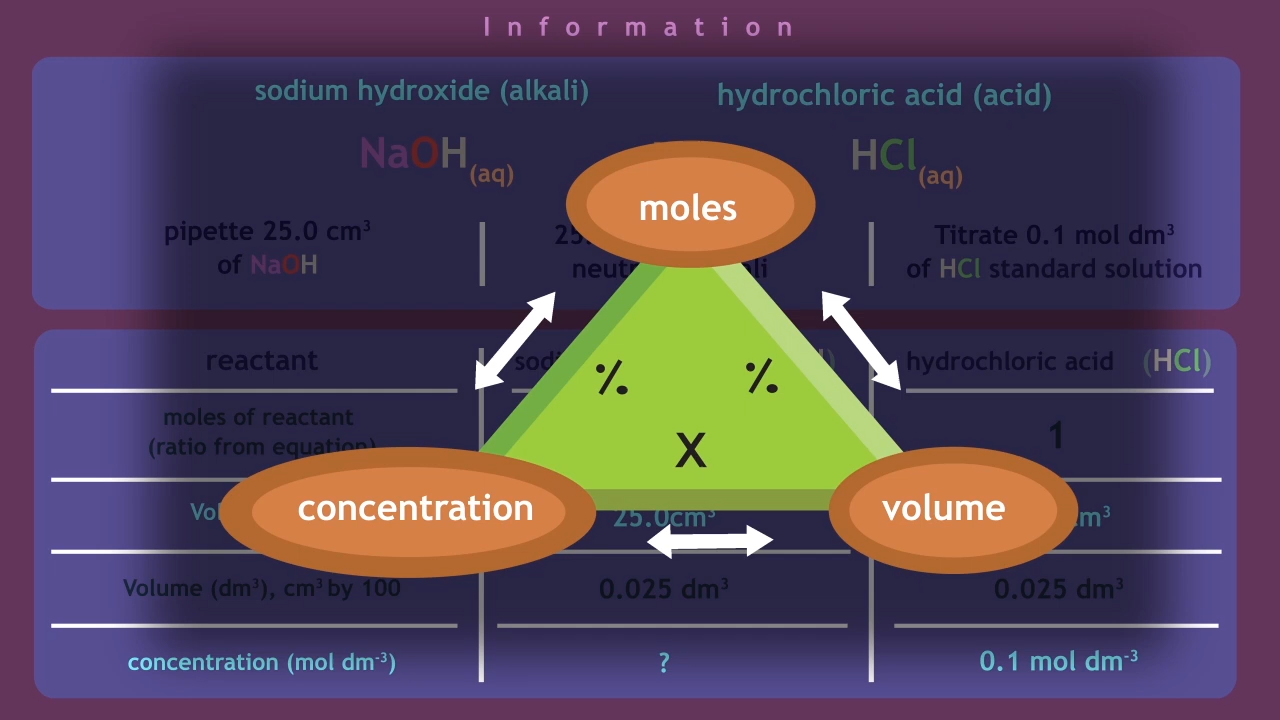 Information
sodium hydroxide (alkali)
hydrochloric acid (acid)
NaOH(aq)
HCl(aq)
moles
pipette 25.0 cm³
of NaOH
25.
Titrate 0.1 mol dm³
of HCl standard solution
reactant
hydrochloric acid (HCl)
moles of reactant
(ratio from equation)
1
X
concentration
volume
25.0cm³
Volume (dm³), cm³ by 100
0.025 dm³
0.025 dm³
concentration (mol dm⁻³)
?
0.1 mol dm⁻³